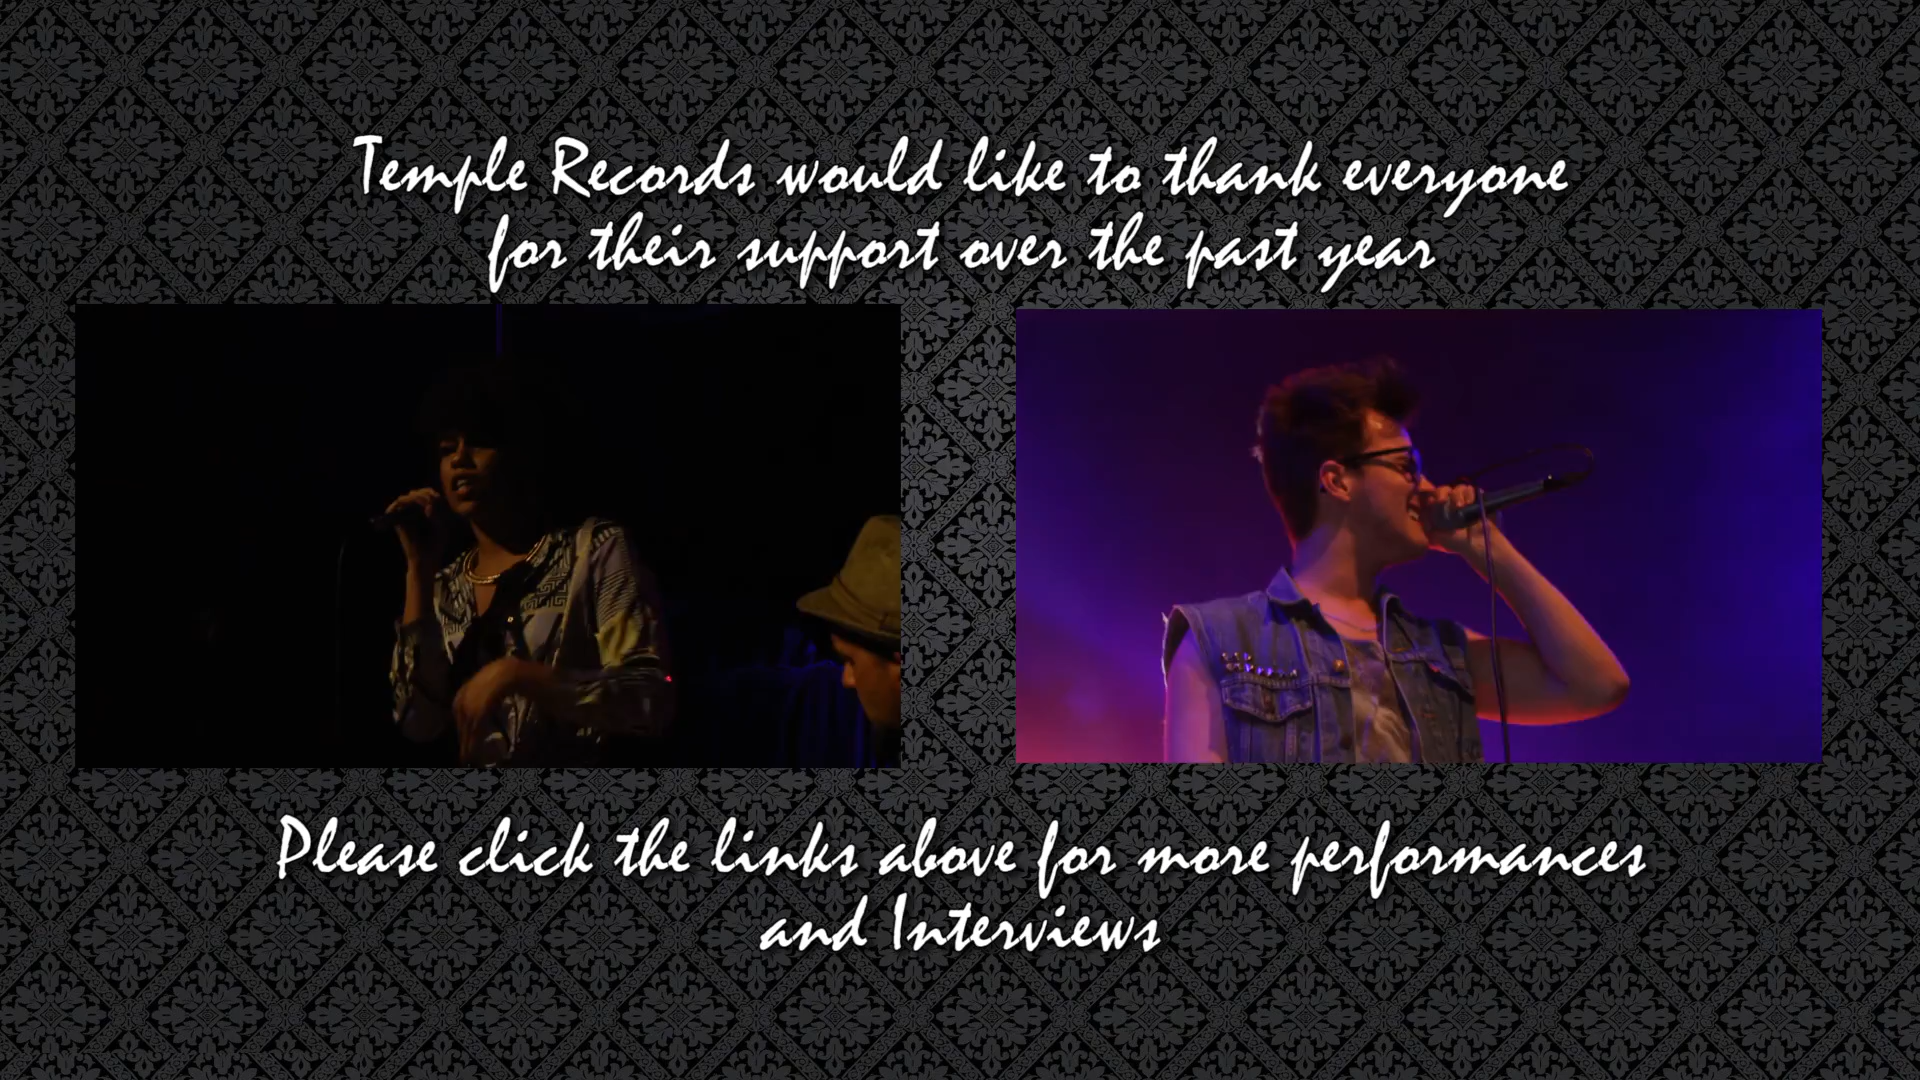 Temple Records would like to thank everyone
for their support over the past year
Please click the links above for more performances
and Interviews